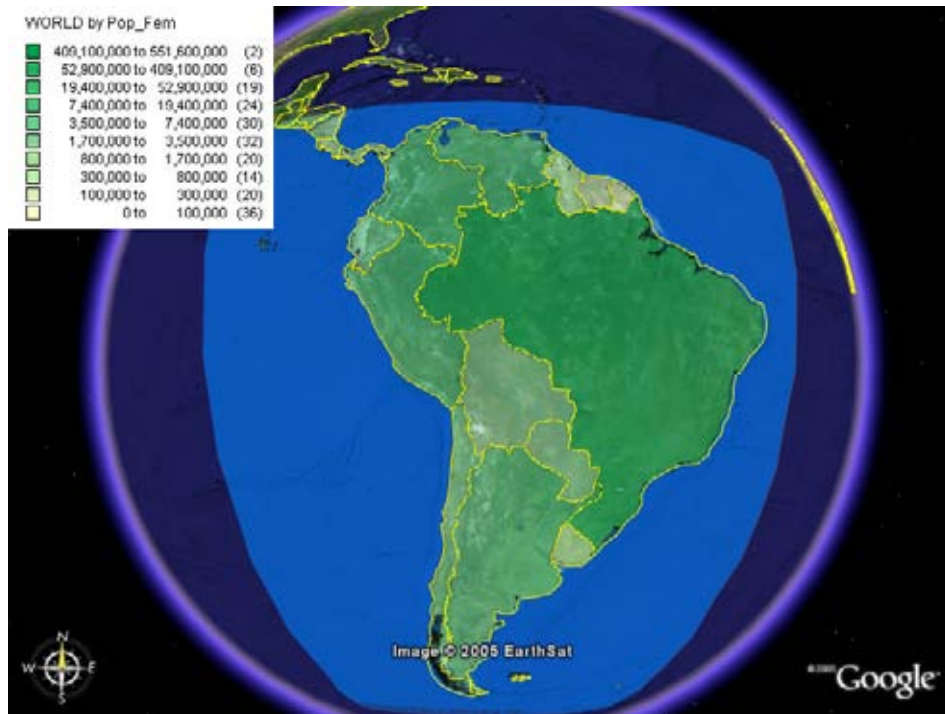 WORLD by Pop_Fem
409,100,000 to 551,600,000 (2)
52,900,000 to 409,100,000 (6)
19,400,000 to 52,900,000 (19)
7,400,000 to 19,400,000 (24)
3,500,000 to 7,400,000 (30)
1,700,000 to 3,500,000 (32)
800,000 to 1,700,000 (20)
300,000 to 800,000 (14)
100,000 to 300,000 (20)
0 to 100,000 (36)
Image © 2005 EarthSat
N
W E
S
©2005 Google